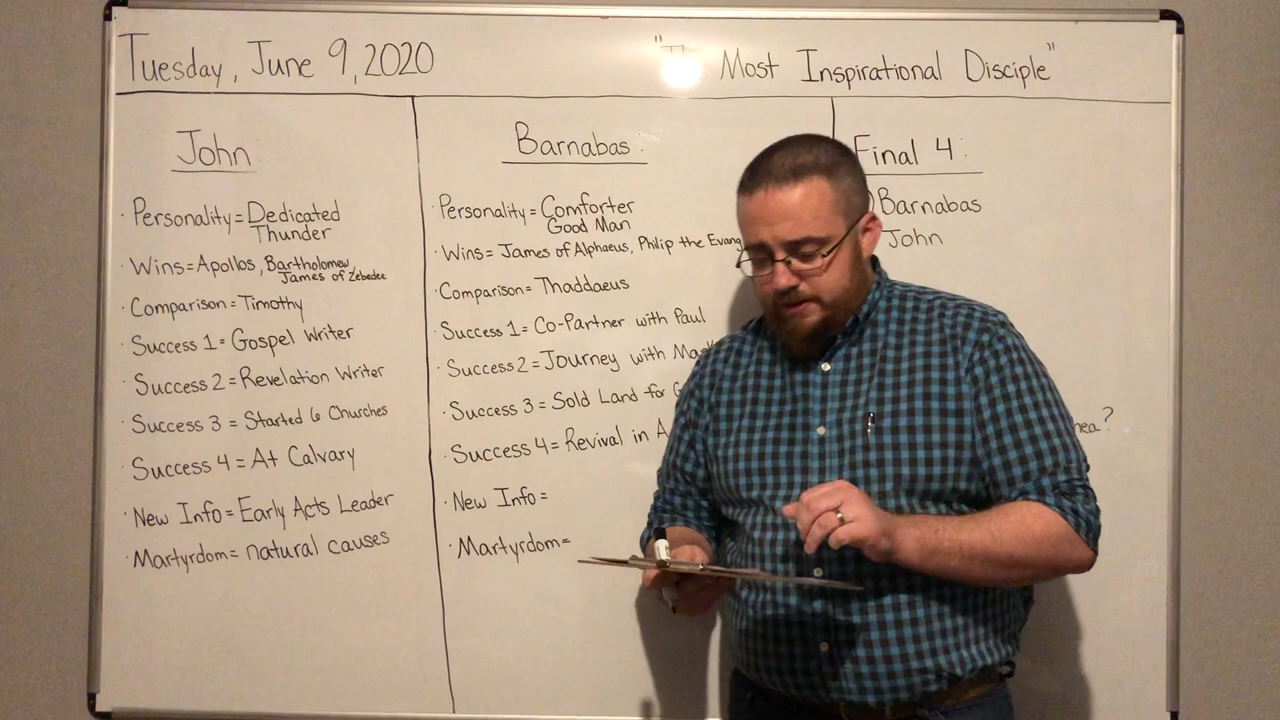 Tuesday, June 9, 2020
" Most Inspirational Disciple"
John
· Personality = Dedicated
Thunder
· Wins = Apollos, Bartholomew
James of Zebedee
· Comparison = Timothy
· Success 1 = Gospel Writer
· Success 2 = Revelation Writer
· Success 3 = Started 6 Churches
· Success 4 = At Calvary
· New Info = Early Acts Leader
· Martyrdom = natural causes
Barnabas:
· Personality = Comforter
Good Man
· Wins = James of Alphaeus, Philip the Evang
· Comparison = Thaddaeus
· Success 1 = Co-Partner with Paul
· Success 2 = Journey with Mark
· Success 3 = Sold Land for G
· Success 4 = Revival in A
· New Info =
· Martyrdom =
Final 4:
Barnabas
John
hea?